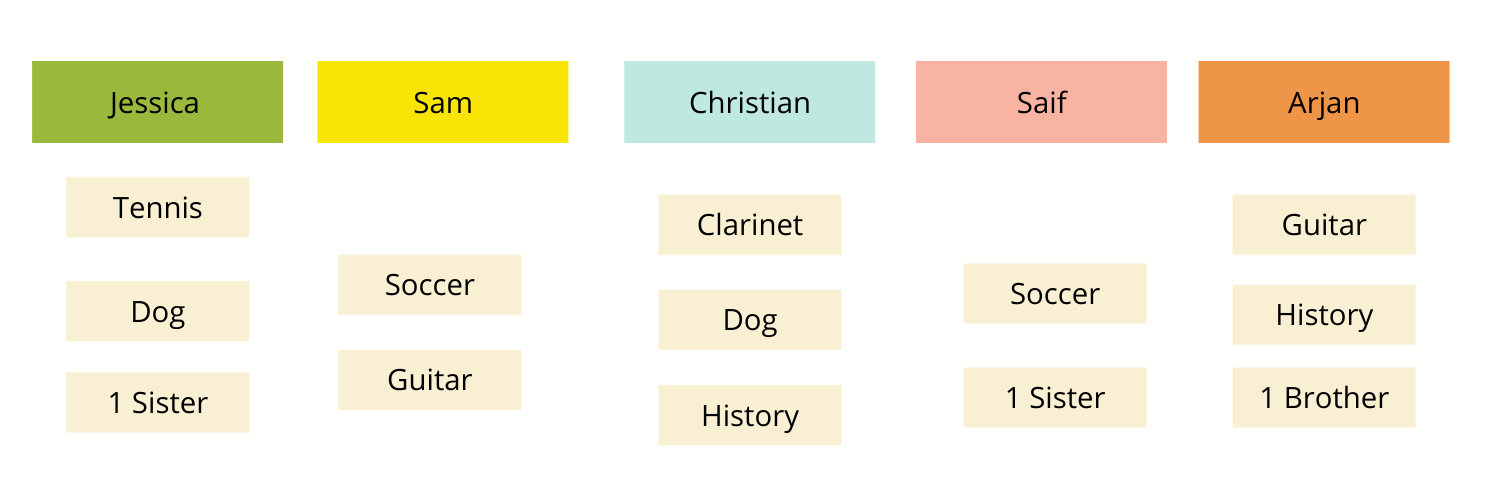 Jessica
Tennis
Dog
1 Sister
Sam
Soccer
Guitar
Christian
Clarinet
Dog
History
Saif
Soccer
1 Sister
Arjan
Guitar
History
1 Brother